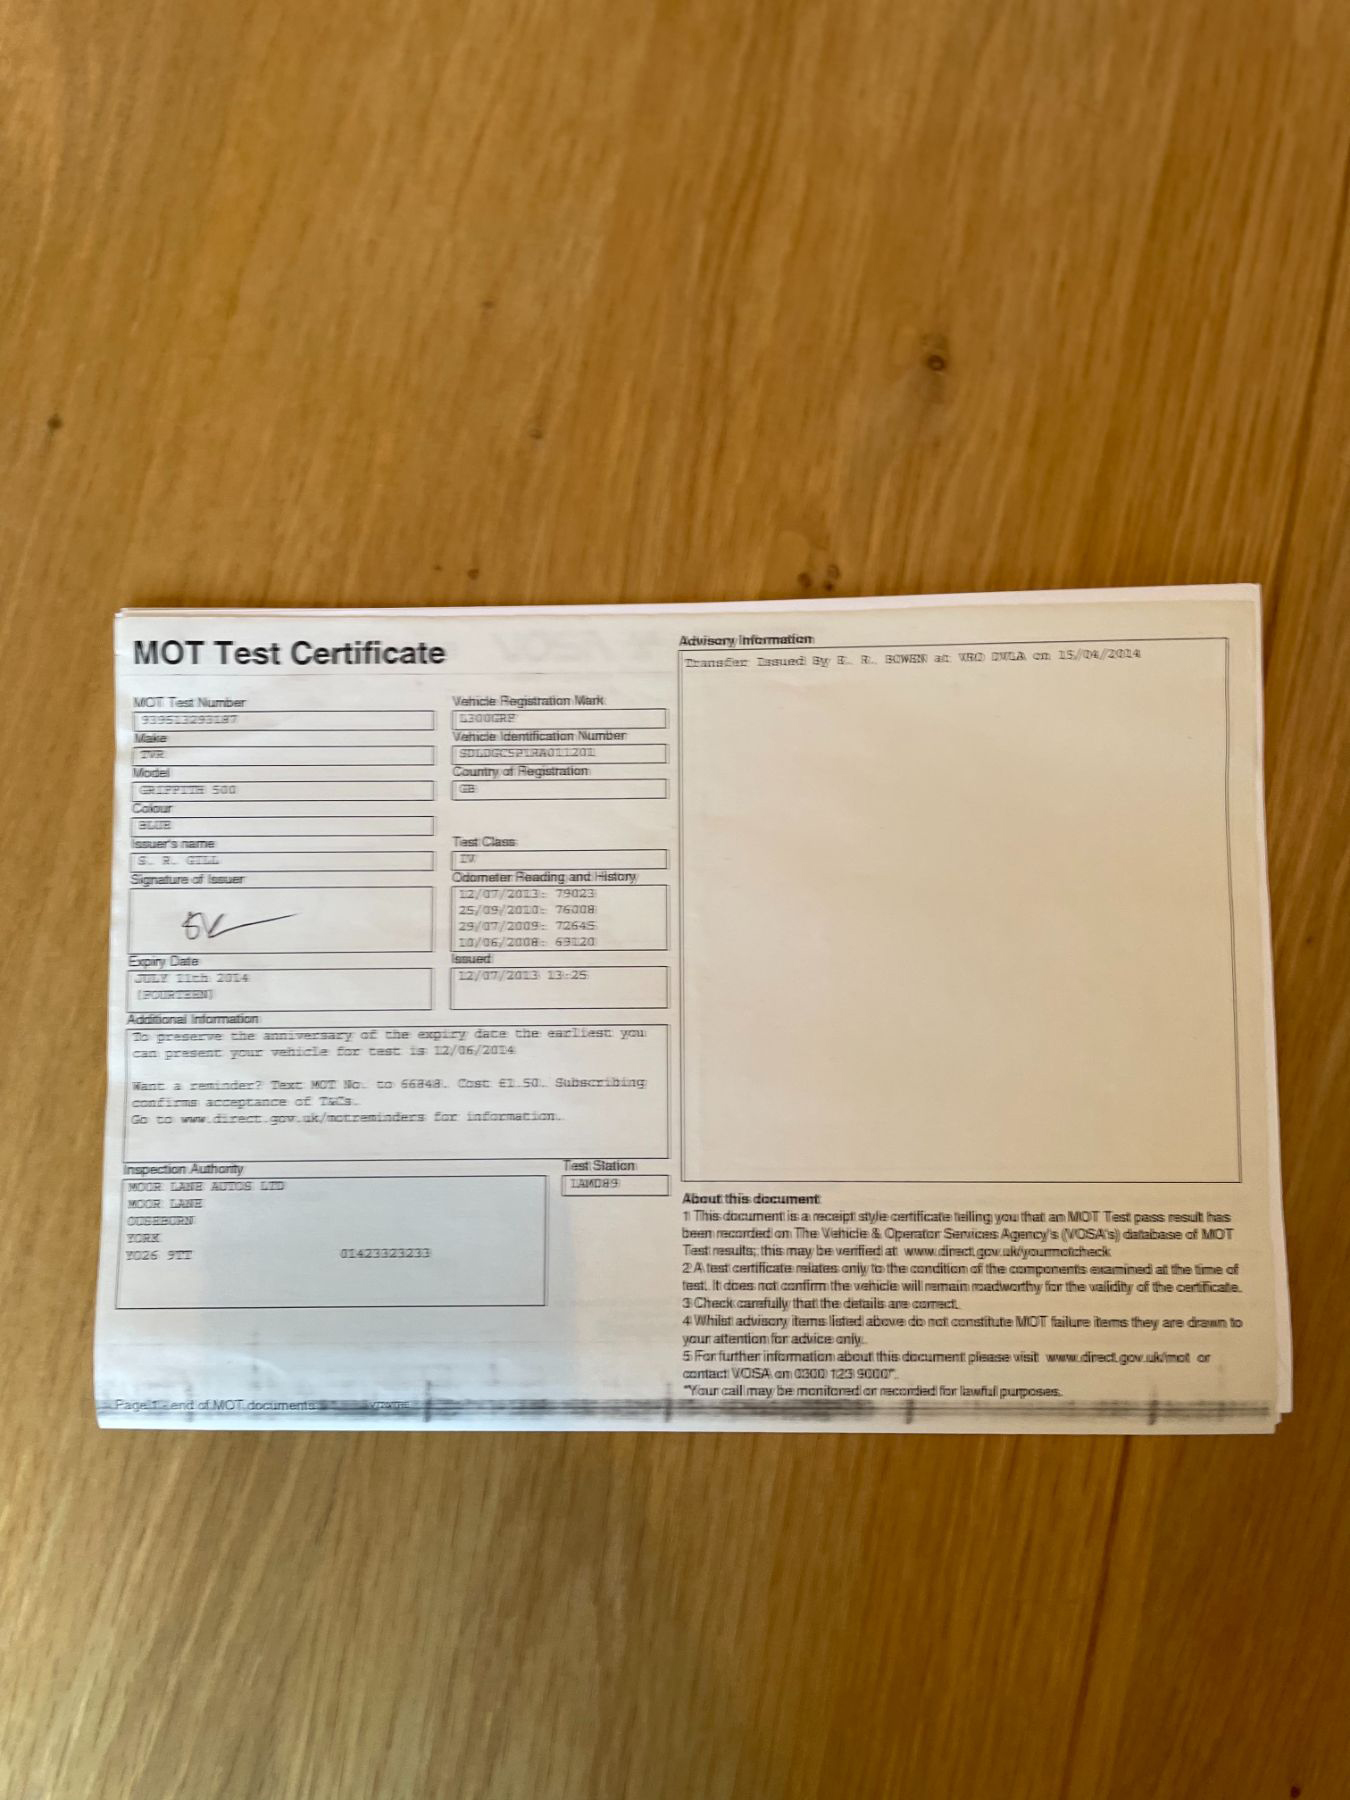 MOT Test Certificate
MOT Test Number
939513293187
Make
TVR
Model
GRIFFITH 500
Colour
BLUE
Issuer's name
S. R. GILL
Signature of Issuer
Expiry Date
JULY 11th 2014
(FOURTEEN)
Vehicle Registration Mark
L300GRF
Vehicle Identification Number
Country of Registration
GB
Test Class
IV
Odometer Reading and History
12/07/2013: 79023
25/09/2010: 76008
29/07/2009: 72645
10/06/2008: 69120
Issued
12/07/2013 13:25
Additional Information
To preserve the anniversary of the expiry date the earliest you
can present your vehicle for test is 12/06/2014
Want a reminder? Text MOT No. to 66848. Cost £1.50. Subscribing
confirms acceptance of T&Cs.
Go to www.direct.gov.uk/motreminders for information.
Inspection Authority
MOOR LANE AUTOS LTD
MOOR LANE
OUSEBURN
YORK
YO26 9TT 01423323233
Test Station
Advisory Information
Transfer Issued By E. R. BOWEN at VRO DVLA on 15/04/2014
About this document
1 This document is a receipt style certificate telling you that an MOT Test pass result has
been recorded on The Vehicle & Operator Services Agency's (VOSA's) database of MOT
Test results; this may be verified at www.direct.gov.uk/yourmotcheck
2 A test certificate relates only to the condition of the components examined at the time of
test. It does not confirm the vehicle will remain roadworthy for the validity of the certificate.
3 Check carefully that the details are correct.
4 Whilst advisory items listed above do not constitute MOT failure items they are drawn to
your attention for advice only.
5 For further information about this document please visit www.direct.gov.uk/mot or
contact VOSA on 0300 123 9000*.
*Your call may be monitored or recorded for lawful purposes.
Page 1 - end of MOT documents